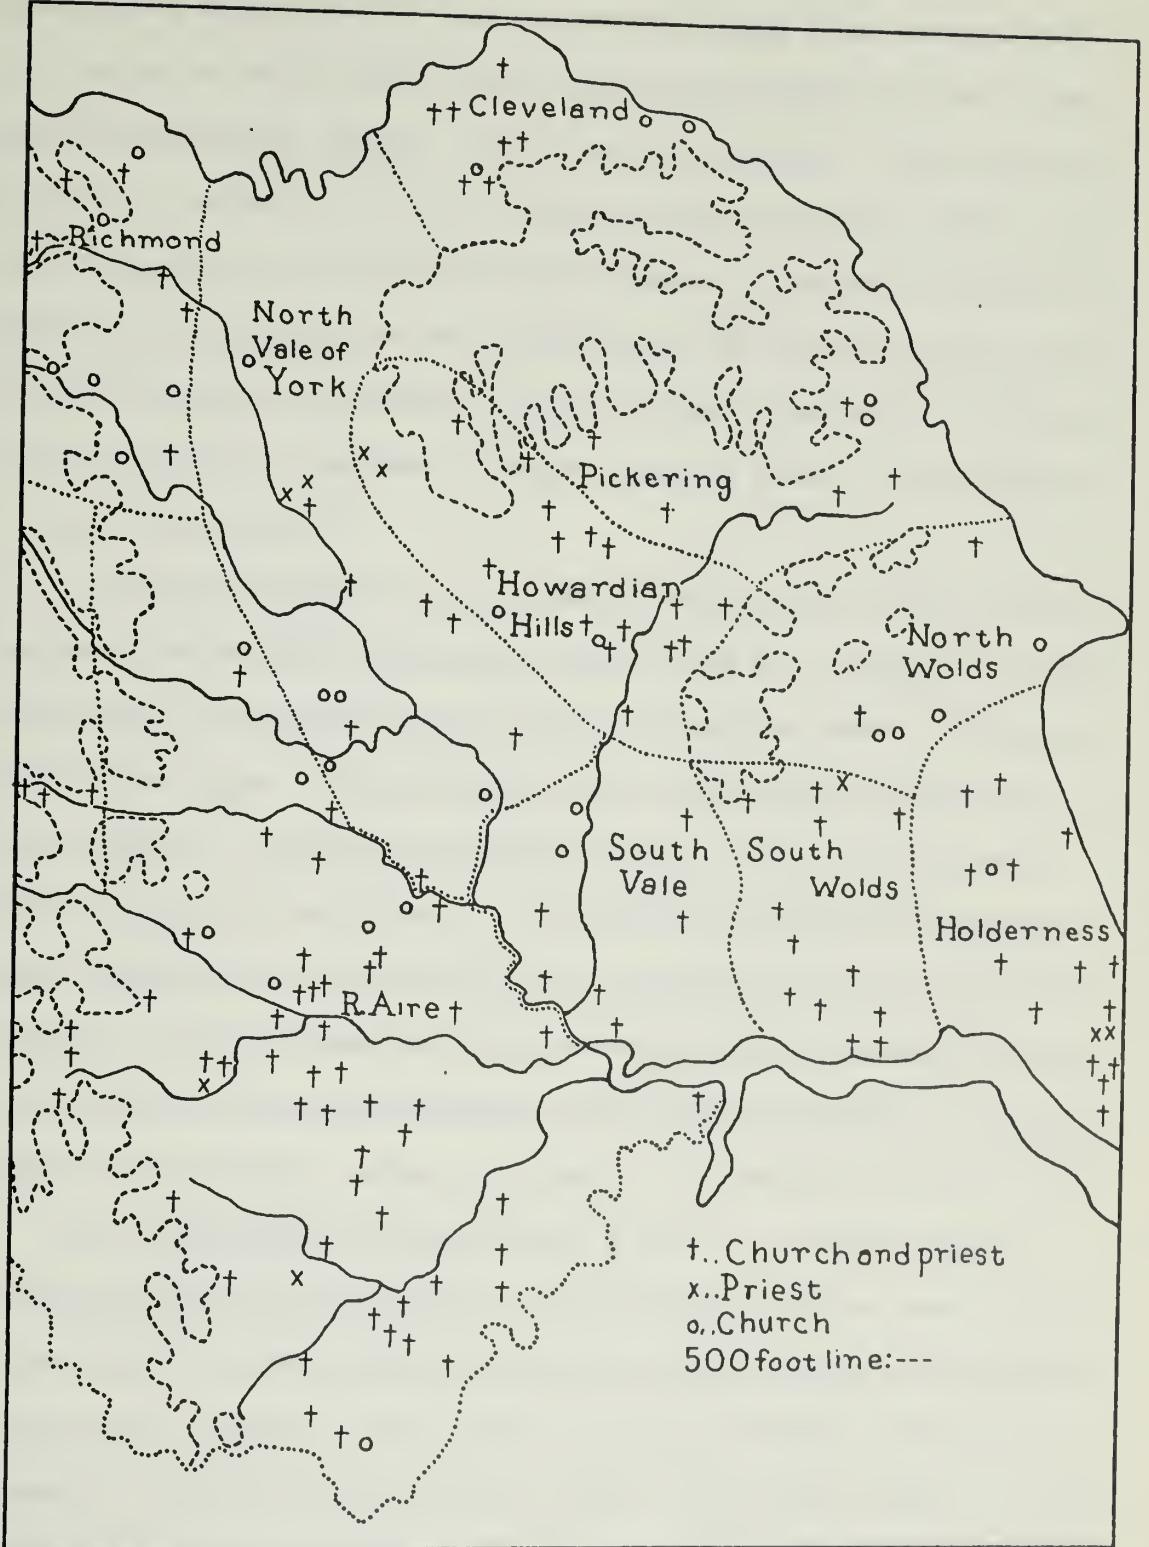 Cleveland
Richmond
North
Vale of
York
Pickering
Howardian
Hills
North
Wolds
South
Vale
South
Wolds
Holderness
R.Aire
†..Church and priest
x..Priest
o..Church
500 foot line:---